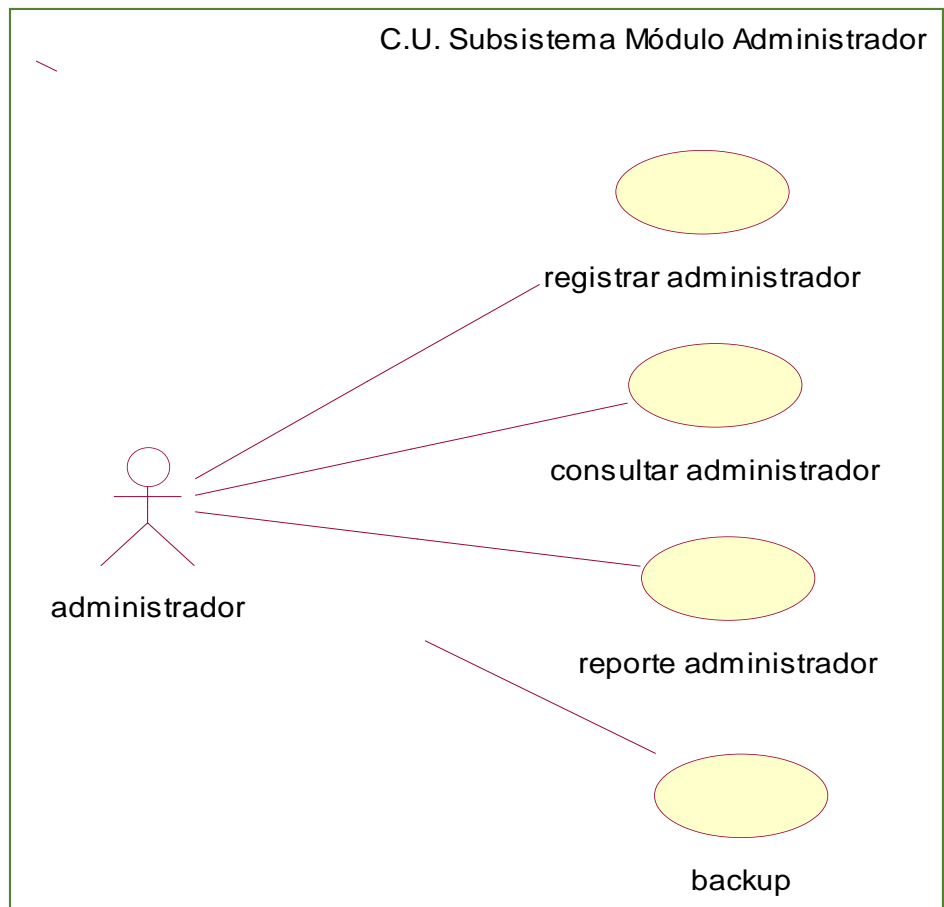 C.U. Subsistema Módulo Administrador
registrar administrador
consultar administrador
administrador
reporte administrador
backup